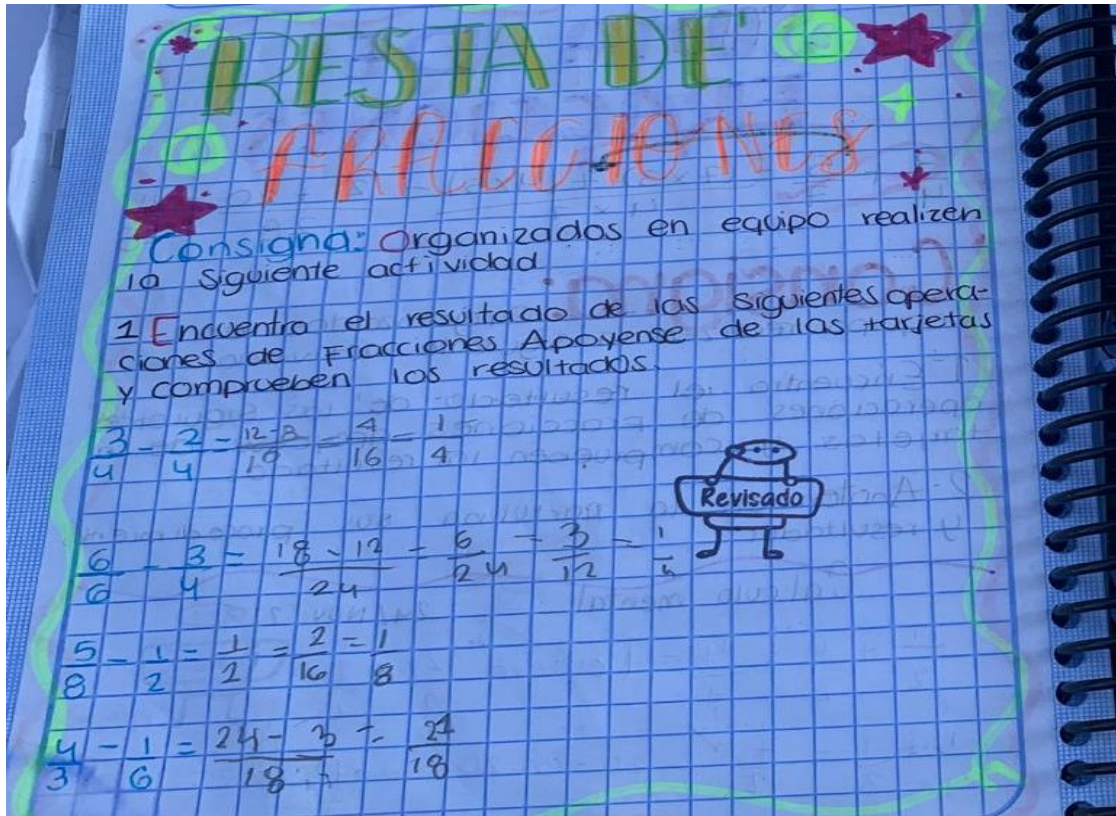 RESTA DE
FRACCIONES
Consigna: Organizados en equipo realizen
la siguiente actividad
1 Encuentra el resultado de las siguientes opera-
ciones de Fracciones Apoyense de las tarjetas
y comprueben los resultados.
3/4 - 2/4 = 12-8/16 = 4/16 = 1/4
Revisado
6/6 - 3/4 = 18-12/24 = 6/24 = 3/12 = 1/4
5/8 - 1/2 = 1/2 = 2/16 = 1/8
4/3 - 1/6 = 24-3/18 = 21/18